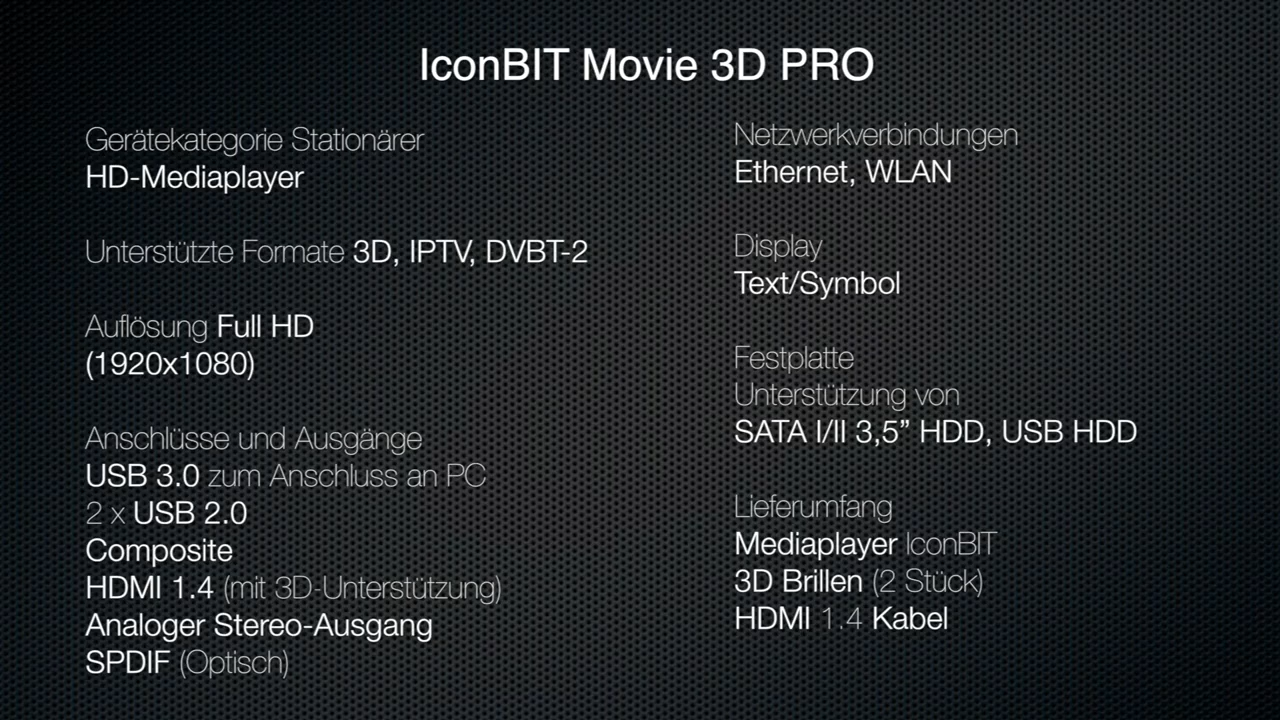 IconBIT Movie 3D PRO
Gerätekategorie Stationärer
HD-Mediaplayer
Unterstützte Formate 3D, IPTV, DVBT-2
Auflösung Full HD
(1920x1080)
Anschlüsse und Ausgänge
USB 3.0 zum Anschluss an PC
2 x USB 2.0
Composite
HDMI 1.4 (mit 3D-Unterstützung)
Analoger Stereo-Ausgang
SPDIF (Optisch)
Netzwerkverbindungen
Ethernet, WLAN
Display
Text/Symbol
Festplatte
Unterstützung von
SATA I/II 3,5” HDD, USB HDD
Lieferumfang
Mediaplayer IconBIT
3D Brillen (2 Stück)
HDMI 1.4 Kabel